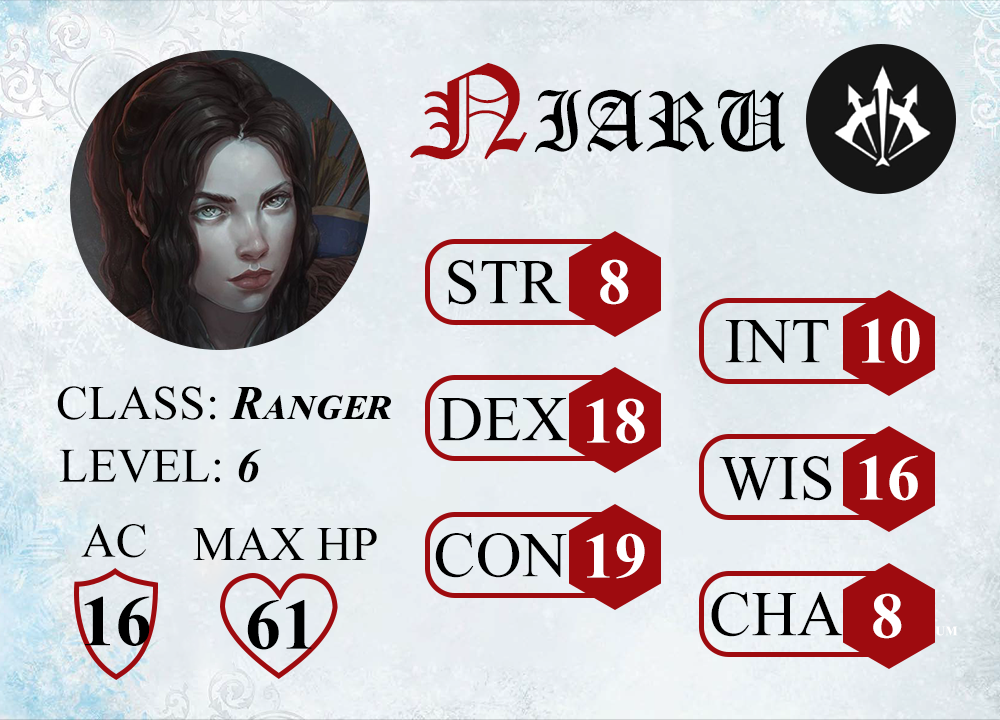 NIARU
STR 8
INT 10
CLASS: RANGER
DEX 18
LEVEL: 6
WIS 16
AC
MAX HP
CON 19
16
61
CHA 8
UM